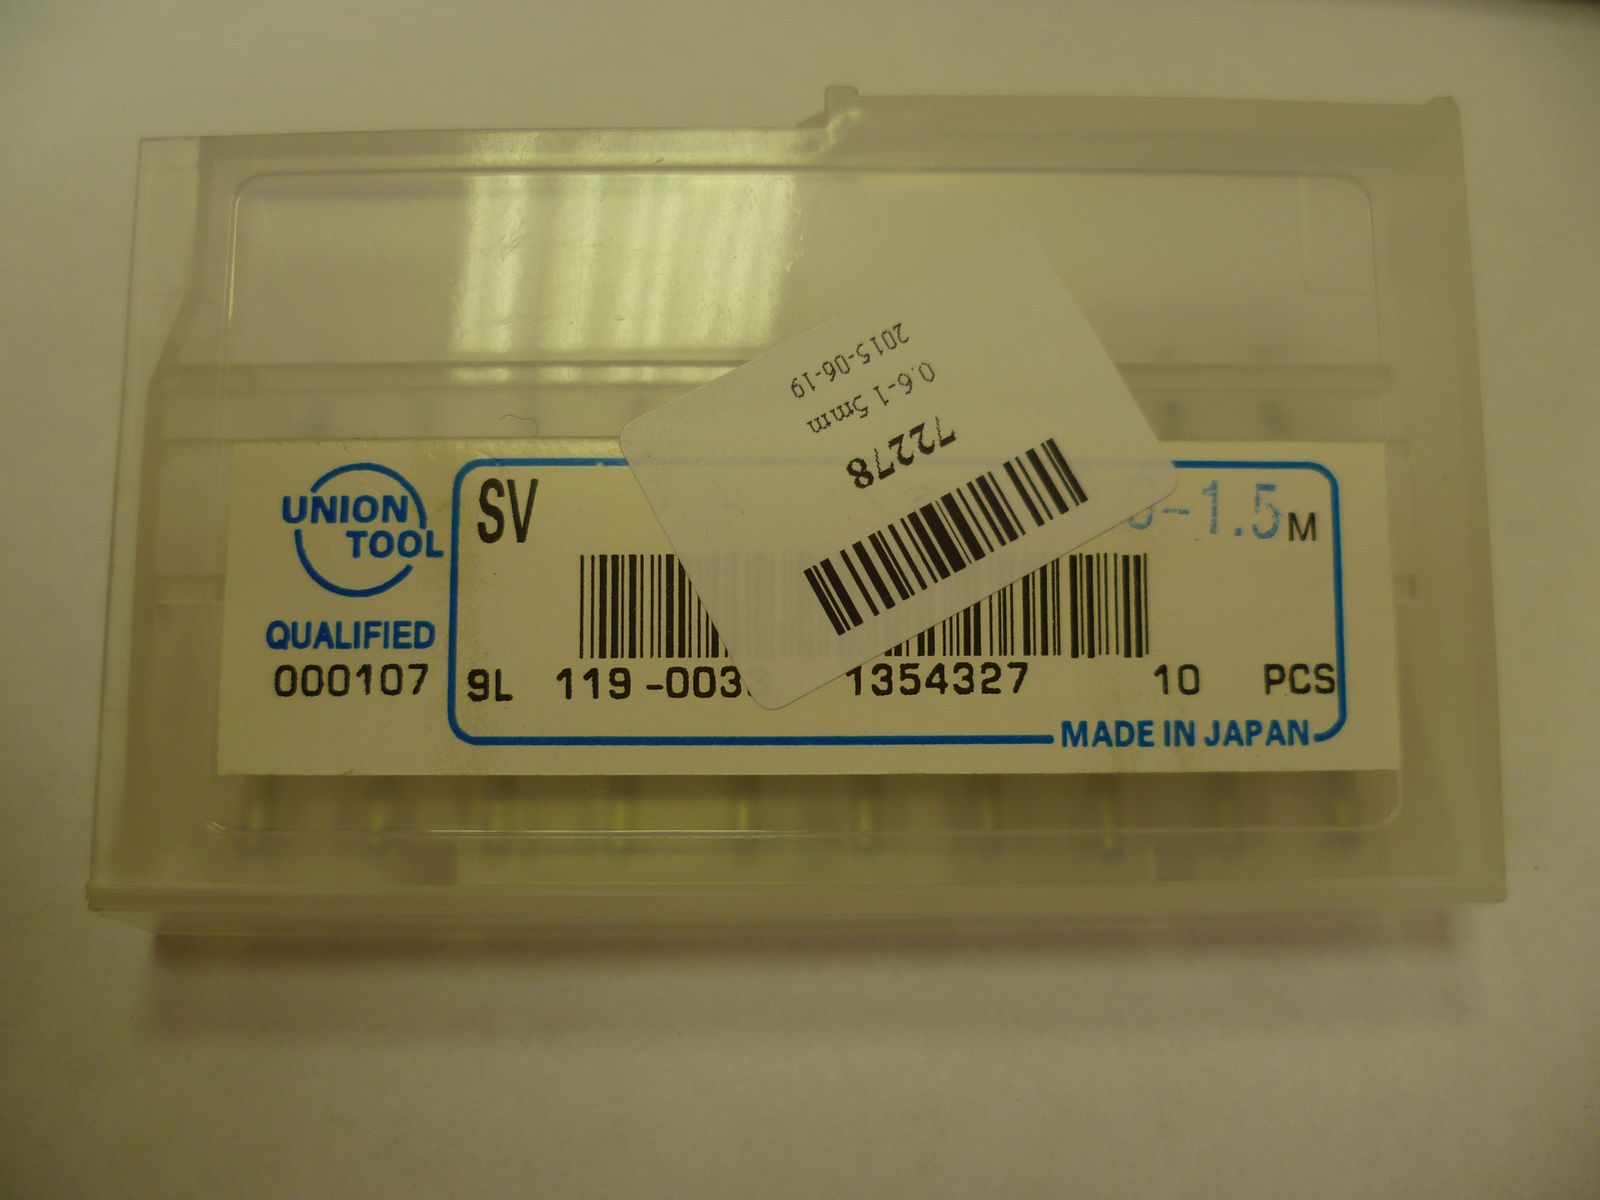 UNION
TOOL
QUALIFIED
000107
SV
-1.5 M
9L 119-003 1354327 10 PCS
MADE IN JAPAN
72278
0.6-1.5mm
2015-06-19